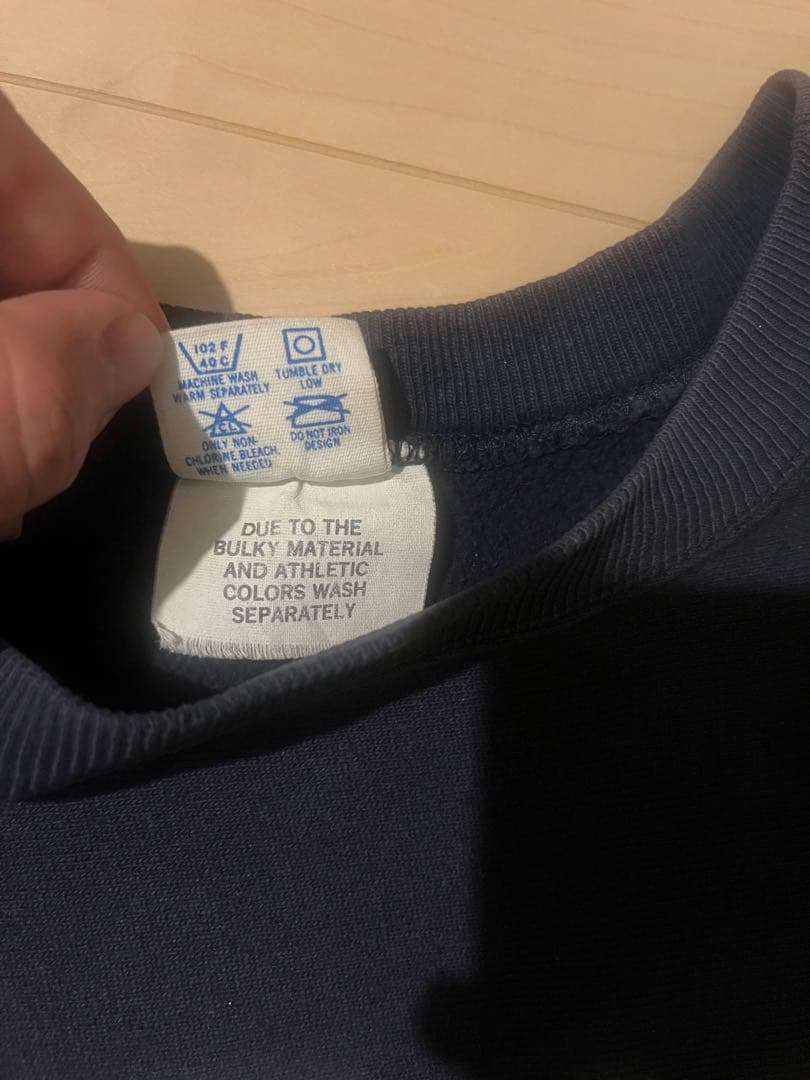 102 F
40 C
MACHINE WASH
WARM SEPARATELY
TUMBLE DRY
LOW
CL
ONLY NON-
CHLORINE BLEACH
WHEN NEEDED
DO NOT IRON
DESIGN
DUE TO THE
BULKY MATERIAL
AND ATHLETIC
COLORS WASH
SEPARATELY